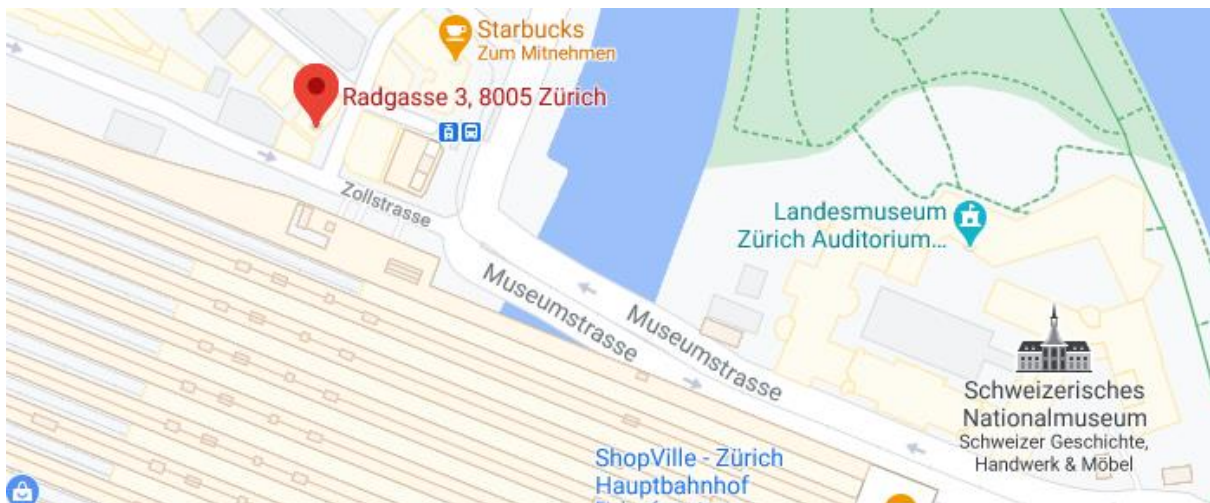 Starbucks
Zum Mitnehmen
Radgasse 3, 8005 Zürich
Zollstrasse
Landesmuseum
Zürich Auditorium...
Museumstrasse
Museumstrasse
Schweizerisches
Nationalmuseum
Schweizer Geschichte,
Handwerk & Möbel
ShopVille - Zürich
Hauptbahnhof